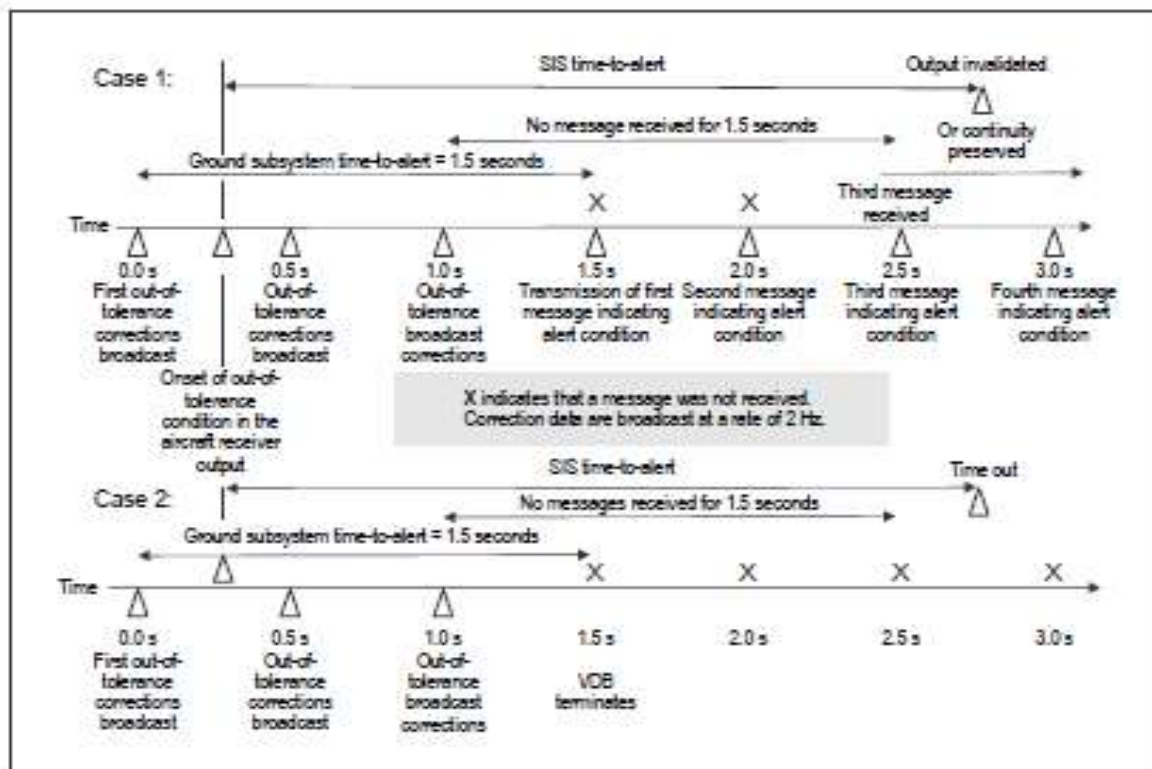 Case 1:
SIS time-to-alert
Output invalidated
No message received for 1.5 seconds
Or continuity
preserved
Ground subsystem time-to-alert = 1.5 seconds
X
X
Third message
received
Time
0.0 s
First out-of-
tolerance
corrections
broadcast
0.5 s
Out-of-
tolerance
corrections
broadcast
1.0 s
Out-of-
tolerance
broadcast
corrections
1.5 s
Transmission of first
message indicating
alert condition
2.0 s
Second message
indicating alert
condition
2.5 s
Third message
indicating alert
condition
3.0 s
Fourth message
indicating alert
condition
Onset of out-of-
tolerance
condition in the
aircraft receiver
output
X indicates that a message was not received.
Correction data are broadcast at a rate of 2 Hz.
Case 2:
SIS time-to-alert
Time out
No messages received for 1.5 seconds
Ground subsystem time-to-alert = 1.5 seconds
X
X
X
X
Time
0.0 s
First out-of-
tolerance
corrections
broadcast
0.5 s
Out-of-
tolerance
corrections
broadcast
1.0 s
Out-of-
tolerance
broadcast
corrections
1.5 s
VDB
terminates
2.0 s
2.5 s
3.0 s